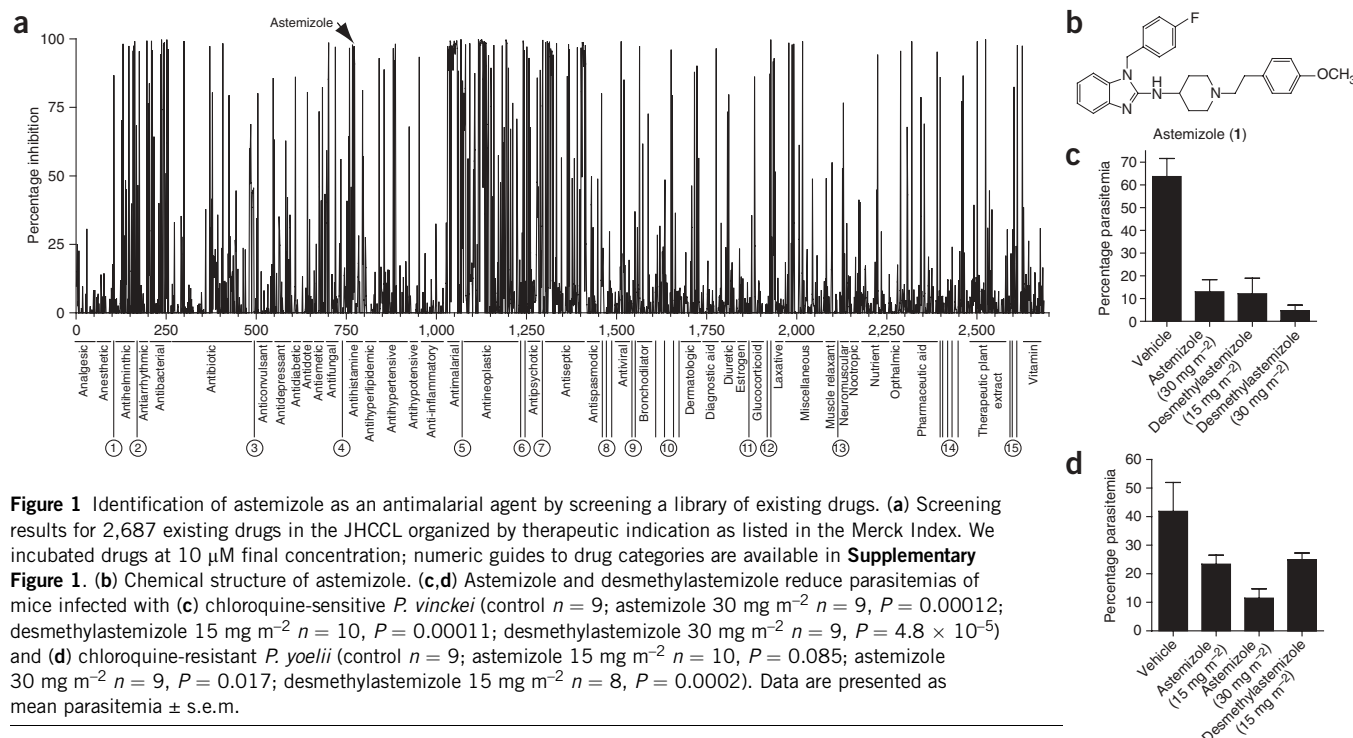 a
Astemizole
100
75
50
25
0
Percentage inhibition
0 250 500 750 1,000 1,250 1,500 1,750 2,000 2,250 2,500
Analgesic
Anesthetic
Antihelminthic
Antiarrhythmic
Antibacterial
Antibiotic
Anticonvulsant
Antidepressant
Antidiabetic
Antidote
Antiemetic
Antifungal
Antihistamine
Antihyperlipidemic
Antihypertensive
Antihypotensive
Anti-inflammatory
Antimalarial
Antineoplastic
Antipsychotic
Antiseptic
Antispasmodic
Antiviral
Bronchodilator
Dermatologic
Diagnostic aid
Diuretic
Estrogen
Glucocorticoid
Laxative
Miscellaneous
Muscle relaxant
Neuromuscular
Nootropic
Nutrient
Opthalmic
Pharmaceutic aid
Therapeutic plant
extract
Vitamin
1 2 3 4 5 6 7 8 9 10 11 12 13 14 15
b
F
N
N
NH
N
OCH3
Astemizole (1)
c
Percentage parasitemia
70
60
50
40
30
20
10
0
Vehicle
Astemizole
(30 mg m–2)
Desmethylastemizole
(15 mg m–2)
Desmethylastemizole
(30 mg m–2)
d
Percentage parasitemia
60
50
40
30
20
10
0
Vehicle
Astemizole
(15 mg m–2)
Astemizole
(30 mg m–2)
Desmethylastemizole
(15 mg m–2)
Figure 1 Identification of astemizole as an antimalarial agent by screening a library of existing drugs. (a) Screening
results for 2,687 existing drugs in the JHCCL organized by therapeutic indication as listed in the Merck Index. We
incubated drugs at 10 μM final concentration; numeric guides to drug categories are available in Supplementary
Figure 1. (b) Chemical structure of astemizole. (c,d) Astemizole and desmethylastemizole reduce parasitemias of
mice infected with (c) chloroquine-sensitive P. vinckei (control n = 9; astemizole 30 mg m–2 n = 9, P = 0.00012;
desmethylastemizole 15 mg m–2 n = 10, P = 0.00011; desmethylastemizole 30 mg m–2 n = 9, P = 4.8 × 10–5)
and (d) chloroquine-resistant P. yoelii (control n = 9; astemizole 15 mg m–2 n = 10, P = 0.085; astemizole
30 mg m–2 n = 9, P = 0.017; desmethylastemizole 15 mg m–2 n = 8, P = 0.0002). Data are presented as
mean parasitemia ± s.e.m.